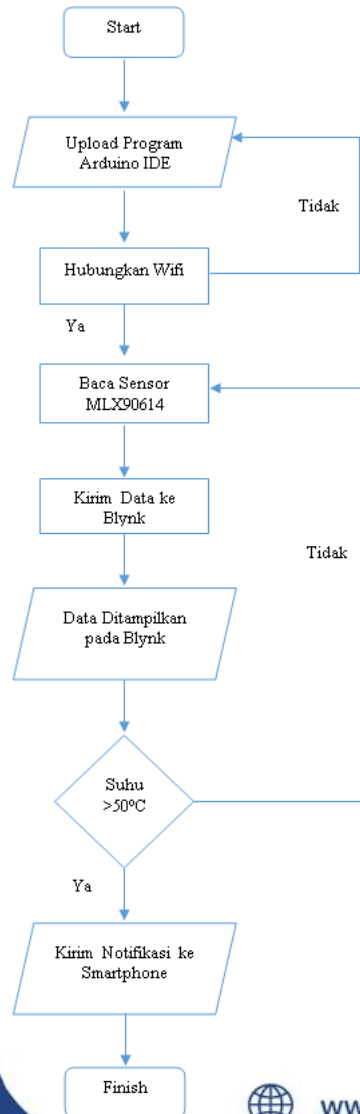 Start
Upload Program
Arduino IDE
Tidak
Hubungkan Wifi
Ya
Baca Sensor
MLX90614
Kirim Data ke
Blynk
Tidak
Data Ditampilkan
pada Blynk
Suhu
>50°C
Ya
Kirim Notifikasi ke
Smartphone
Finish